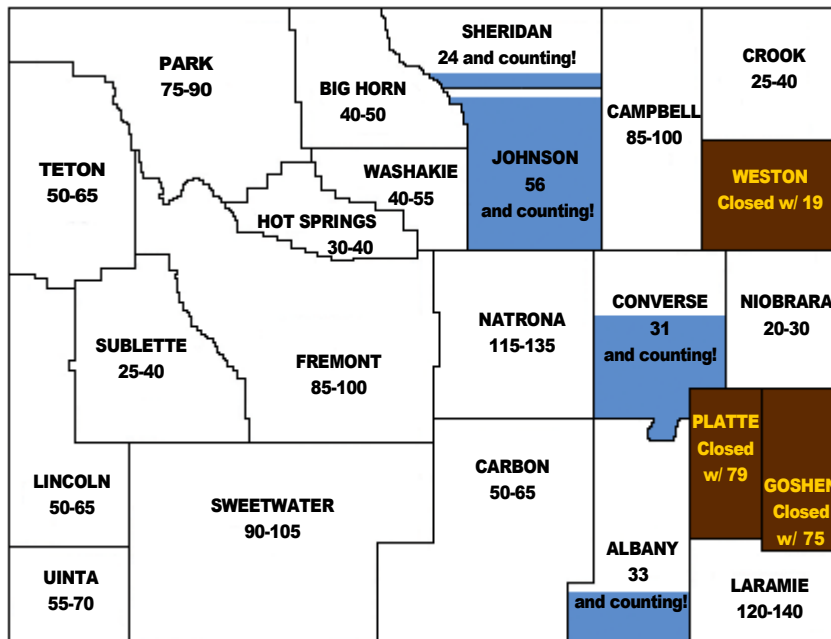 PARK
75-90
SHERIDAN
24 and counting!
BIG HORN
40-50
CAMPBELL
85-100
CROOK
25-40
TETON
50-65
WASHAKIE
40-55
JOHNSON
56
and counting!
WESTON
Closed w/ 19
HOT SPRINGS
30-40
SUBLETTE
25-40
FREMONT
85-100
NATRONA
115-135
CONVERSE
31
and counting!
NIOBRARA
20-30
PLATTE
Closed
w/ 79
GOSHEN
Closed
w/ 75
LINCOLN
50-65
SWEETWATER
90-105
CARBON
50-65
ALBANY
33
and counting!
UINTA
55-70
LARAMIE
120-140